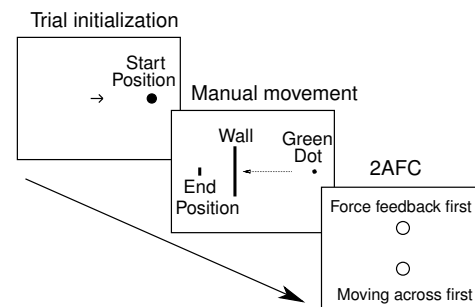 Trial initialization
Start
Position
Manual movement
Wall
Green
Dot
End
Position
2AFC
Force feedback first
Moving across first